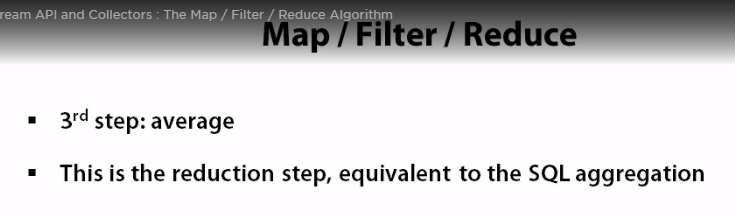 ream API and Collectors : The Map / Filter / Reduce Algorithm
Map / Filter / Reduce
▪ 3rd step: average
▪ This is the reduction step, equivalent to the SQL aggregation